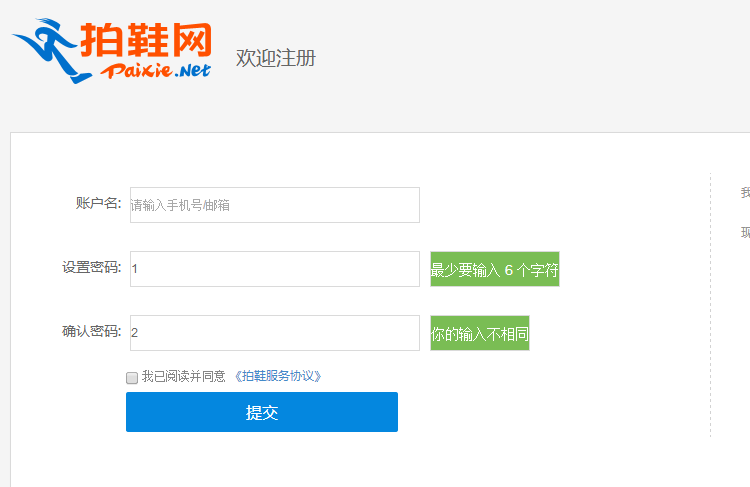 拍鞋网
Paixie.Net
欢迎注册
账户名: 请输入手机号/邮箱
我
设置密码: 1 最少要输入 6 个字符
现
确认密码: 2 你的输入不相同
我已阅读并同意 《拍鞋服务协议》
提交